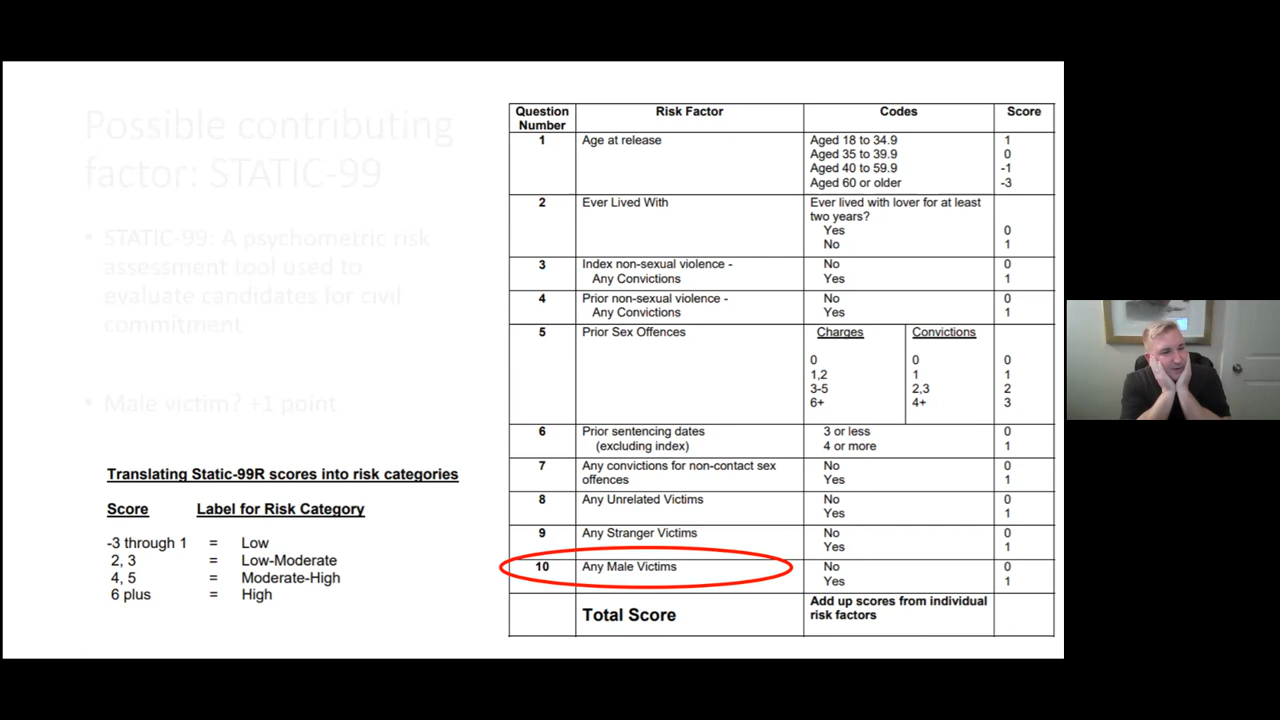 Possible contributing
factor: STATIC-99
• STATIC-99: A psychometric risk
assessment tool used to
evaluate candidates for civil
commitment
• Male victim? +1 point
Translating Static-99R scores into risk categories
Score Label for Risk Category
-3 through 1 = Low
2, 3 = Low-Moderate
4, 5 = Moderate-High
6 plus = High
Question Number Risk Factor Codes Score
1 Age at release Aged 18 to 34.9 1
Aged 35 to 39.9 0
Aged 40 to 59.9 -1
Aged 60 or older -3
2 Ever Lived With Ever lived with lover for at least
two years?
Yes 0
No 1
3 Index non-sexual violence - No 0
Any Convictions Yes 1
4 Prior non-sexual violence - No 0
Any Convictions Yes 1
5 Prior Sex Offences Charges Convictions
0 0 0
1,2 1 1
3-5 2,3 2
6+ 4+ 3
6 Prior sentencing dates 3 or less 0
(excluding index) 4 or more 1
7 Any convictions for non-contact sex No 0
offences Yes 1
8 Any Unrelated Victims No 0
Yes 1
9 Any Stranger Victims No 0
Yes 1
10 Any Male Victims No 0
Yes 1
Total Score Add up scores from individual
risk factors